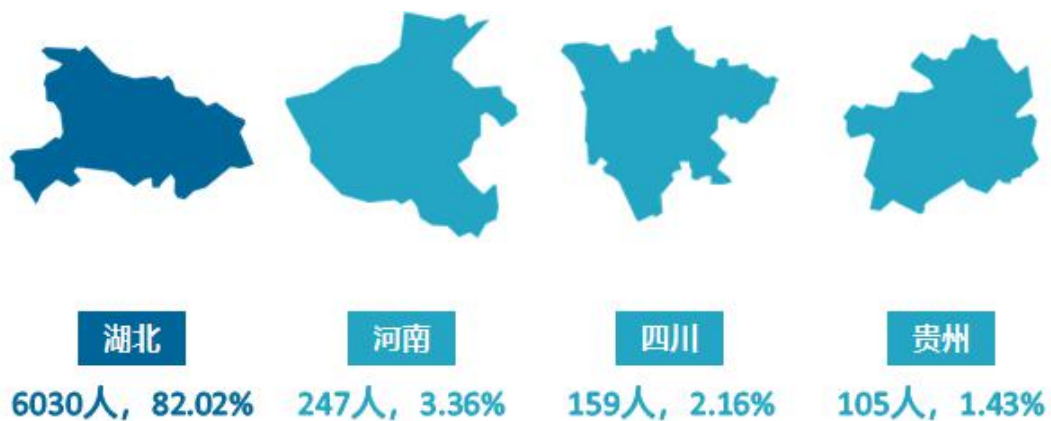 湖北 河南 四川 贵州
6030人，82.02% 247人，3.36% 159人，2.16% 105人，1.43%